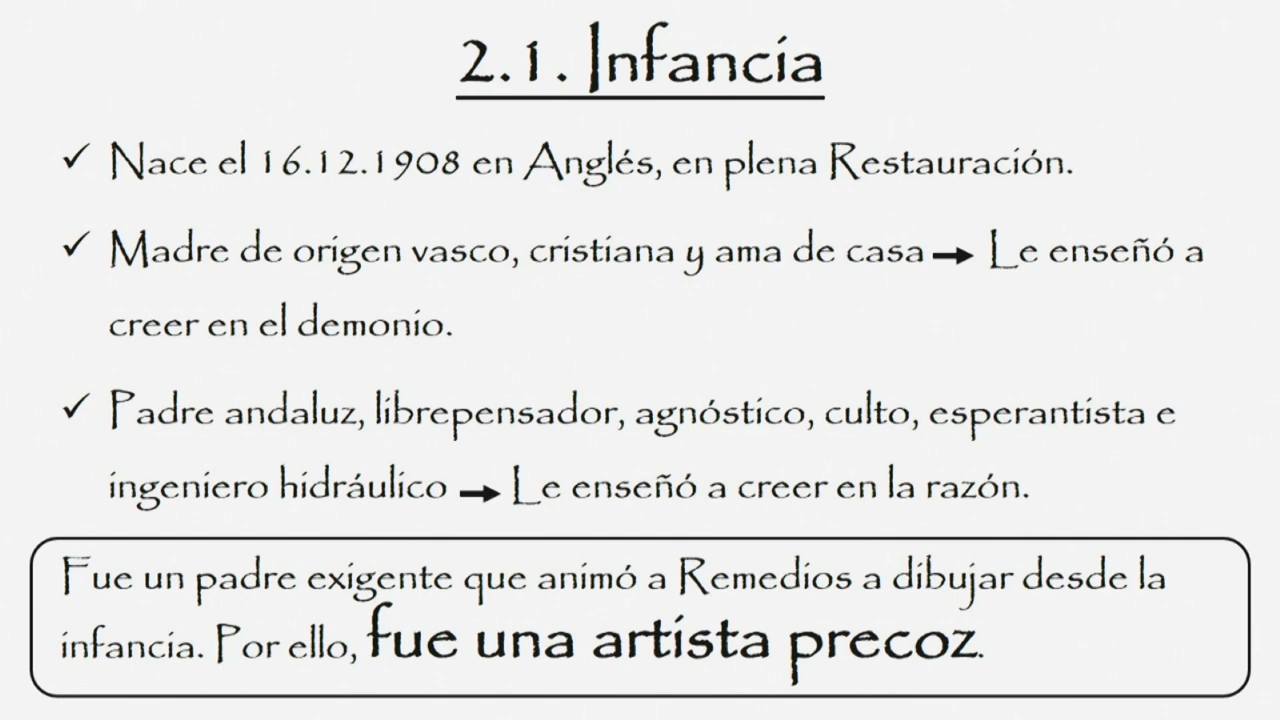 2.1. Infancia
✓ Nace el 16.12.1908 en Anglés, en plena Restauración.
✓ Madre de origen vasco, cristiana y ama de casa → Le enseñó a
creer en el demonio.
✓ Padre andaluz, librepensador, agnóstico, culto, esperantista e
ingeniero hidráulico → Le enseñó a creer en la razón.
Fue un padre exigente que animó a Remedios a dibujar desde la
infancia. Por ello, fue una artista precoz.